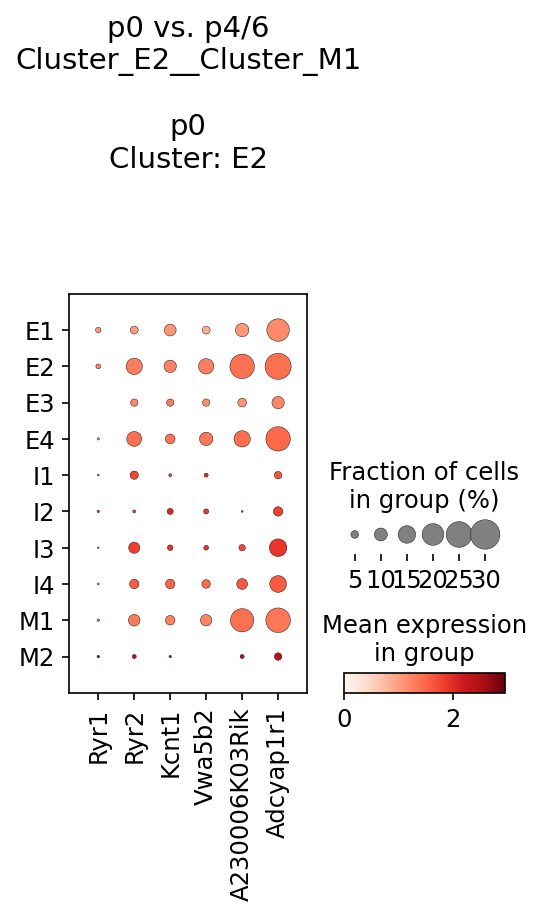 p0 vs. p4/6
Cluster_E2__Cluster_M1
p0
Cluster: E2
E1
E2
E3
E4
I1
I2
I3
I4
M1
M2
Ryr1
Ryr2
Kcnt1
Vwa5b2
A230006K03Rik
Adcyap1r1
Fraction of cells
in group (%)
5 10 15 20 25 30
Mean expression
in group
0 2